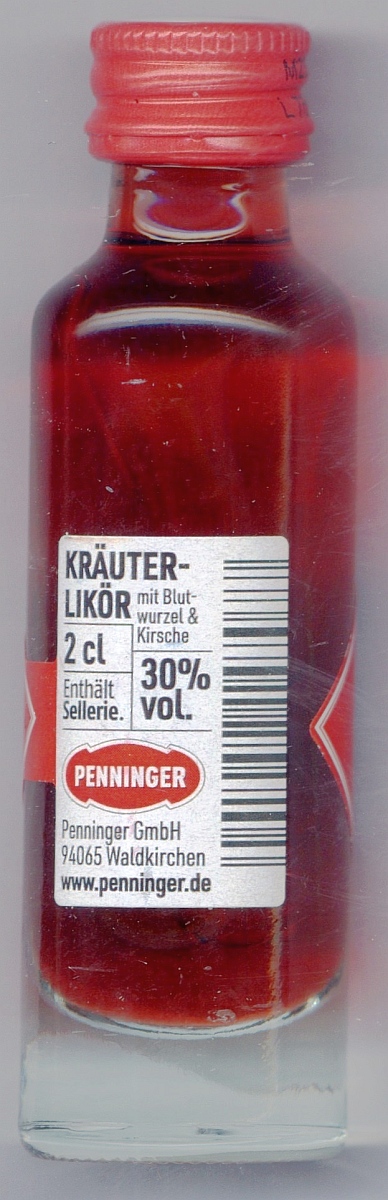 KRÄUTER-
LIKÖR mit Blut-
wurzel &
Kirsche
2 cl
30%
vol.
Enthält
Sellerie.
PENNINGER
Penninger GmbH
94065 Waldkirchen
www.penninger.de